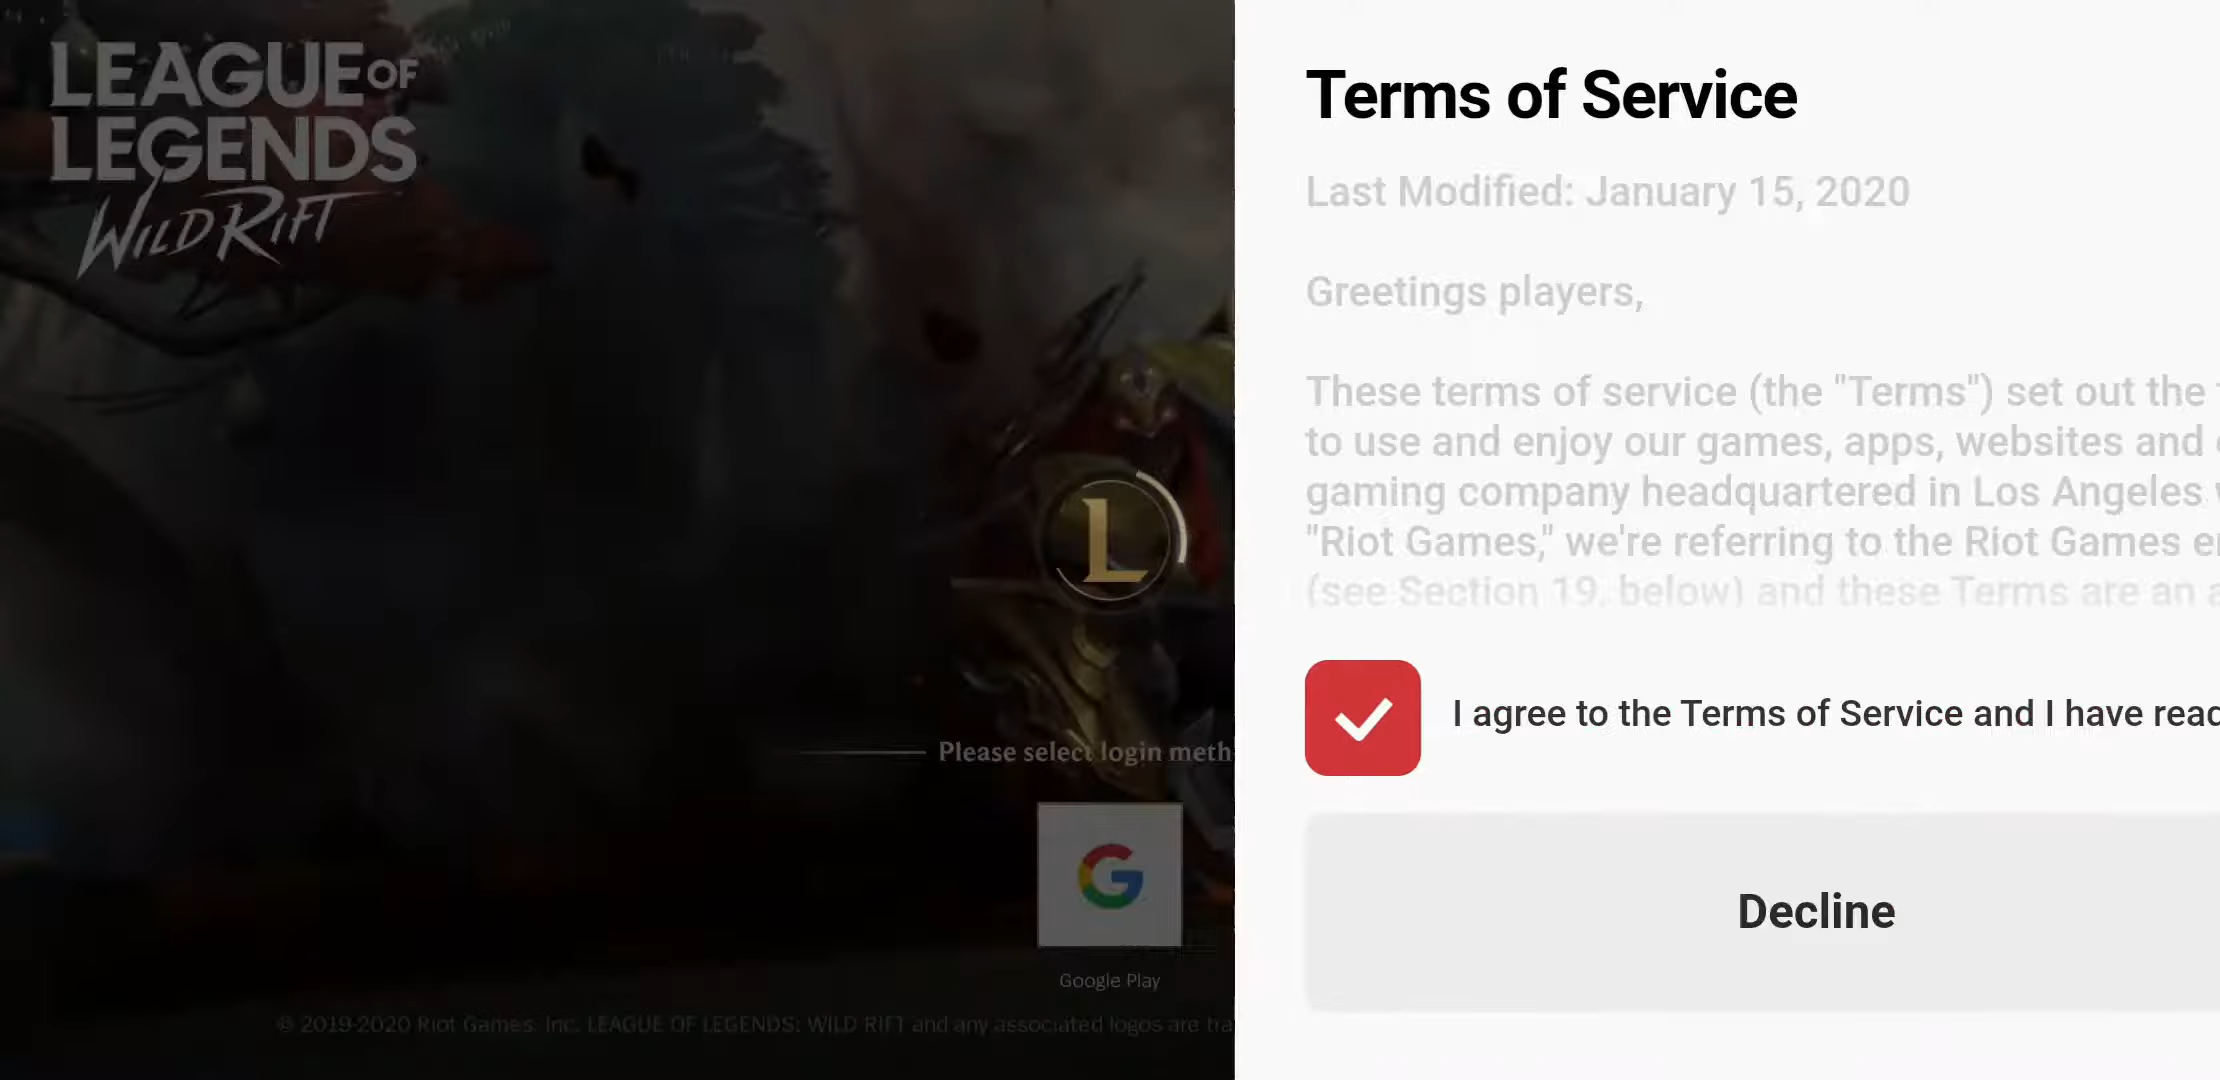 LEAGUE OF
LEGENDS
WILD RIFT
L
Please select login meth
G
Google Play
© 2019-2020 Riot Games, Inc. LEAGUE OF LEGENDS: WILD RIFT and any associated logos are tra
Terms of Service
Last Modified: January 15, 2020
Greetings players,
These terms of service (the "Terms") set out the
to use and enjoy our games, apps, websites and
gaming company headquartered in Los Angeles
"Riot Games," we're referring to the Riot Games
(see Section 19, below) and these Terms are an
I agree to the Terms of Service and I have read
Decline